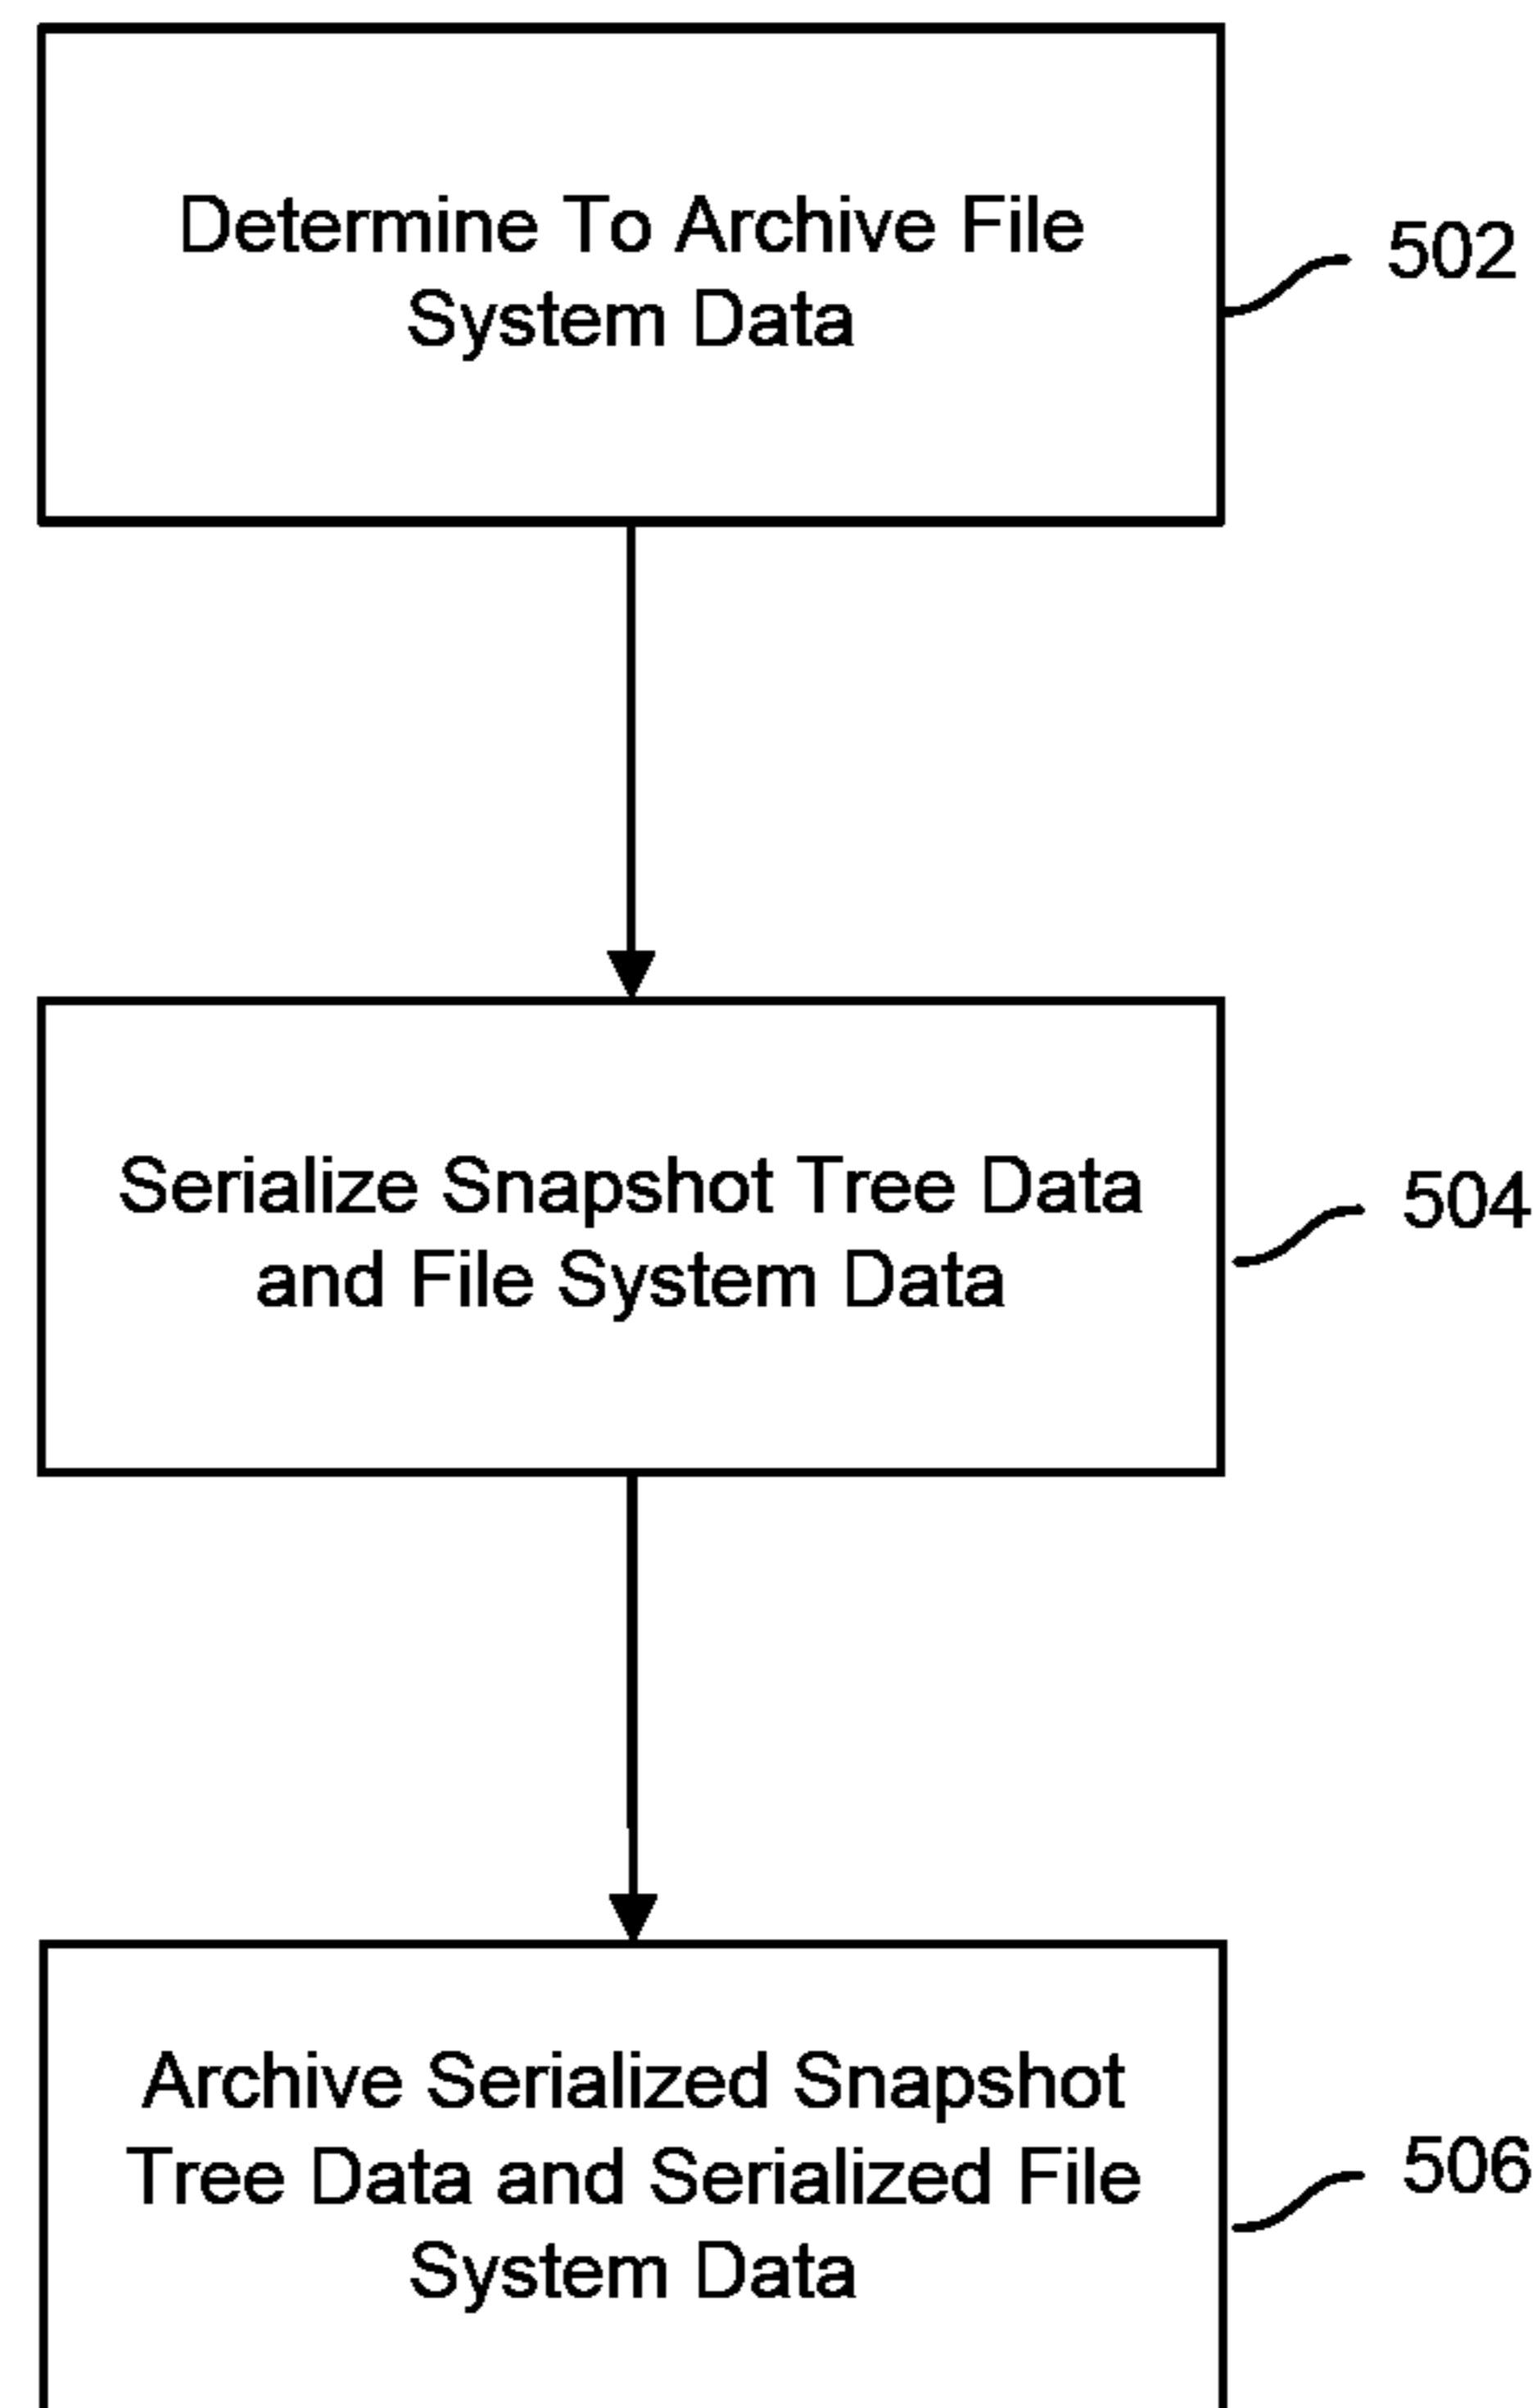 Determine To Archive File
System Data
502
Serialize Snapshot Tree Data
and File System Data
504
Archive Serialized Snapshot
Tree Data and Serialized File
System Data
506